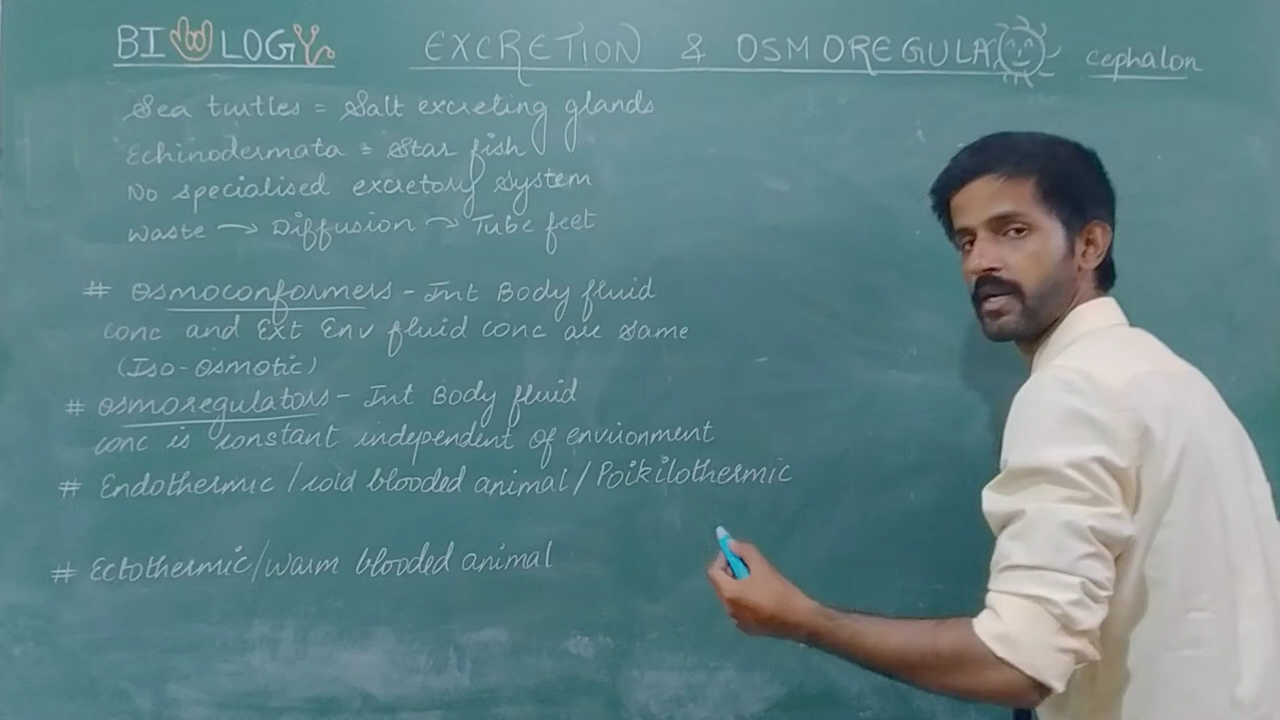 BIOLOGY EXCRETION & OSMOREGULA cephalon
Sea turtles = Salt excreting glands
Echinodermata = Star fish
No specialised excretory system
Waste → Diffusion → Tube feet
# Osmoconformers - Int Body fluid
conc and Ext Env fluid conc are same
(Iso-Osmotic)
# Osmoregulators - Int Body fluid
conc is constant independent of environment
# Endothermic / cold blooded animal / Poikilothermic
# Ectothermic/warm blooded animal